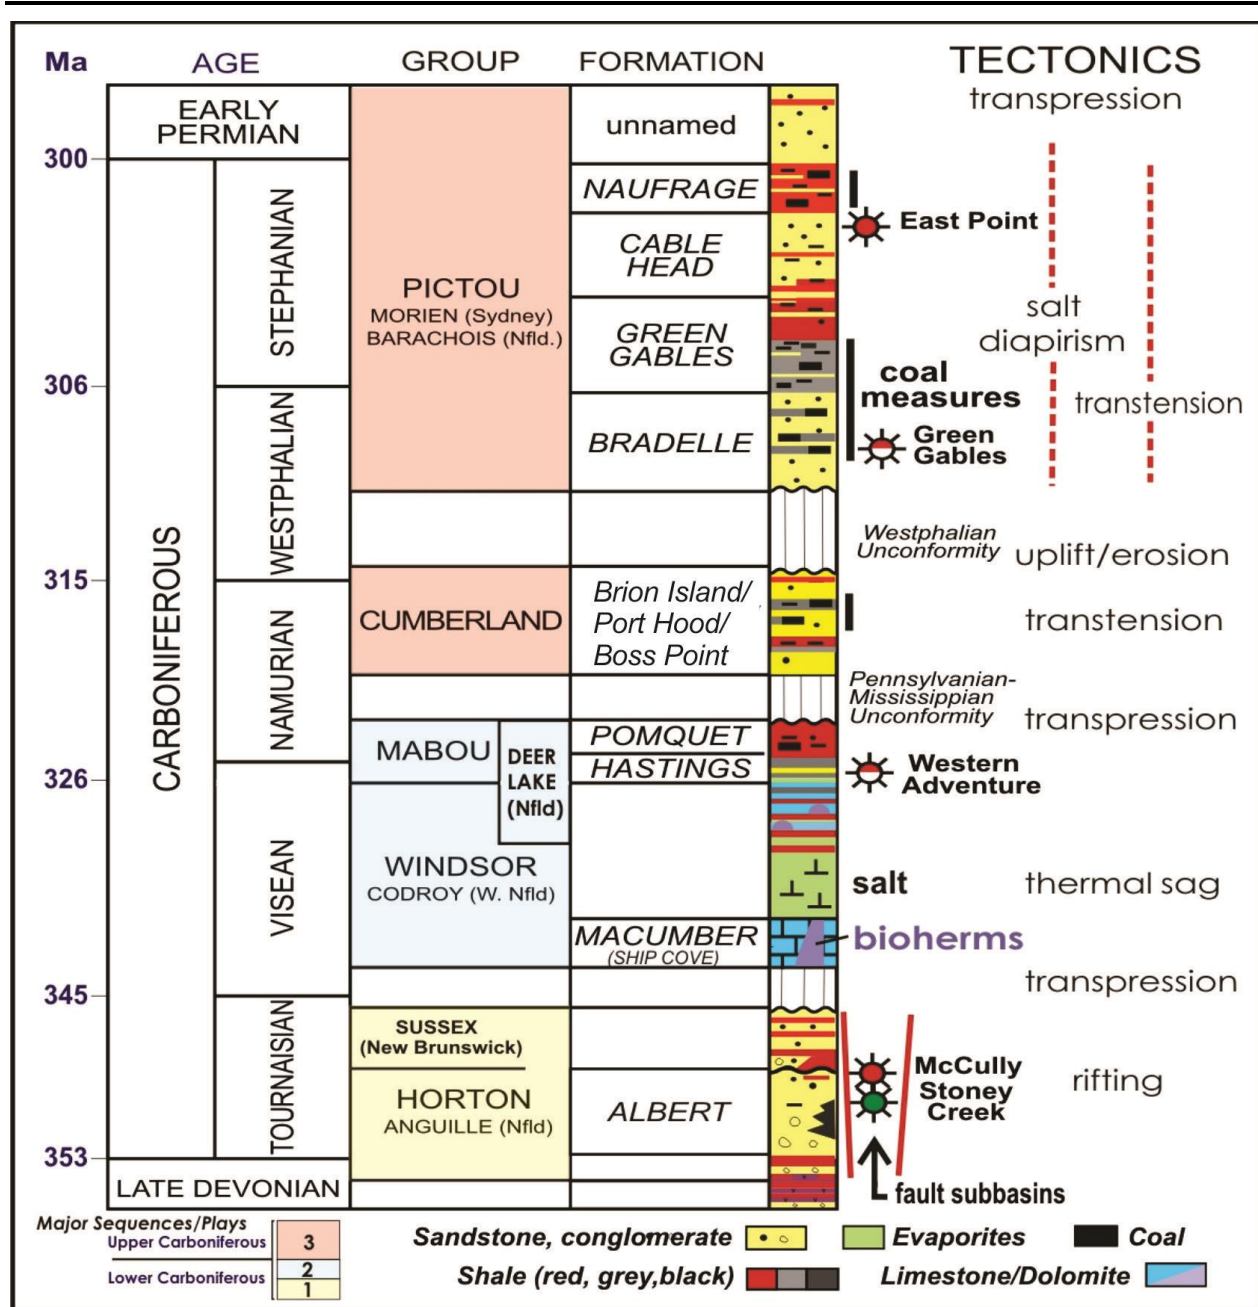 Ma
AGE
GROUP
FORMATION
TECTONICS
transpression
EARLY
PERMIAN
unnamed
300
NAUFRAGE
East Point
CABLE
HEAD
STEPHANIAN
PICTOU
MORIEN (Sydney)
BARACHOIS (Nfld.)
salt
diapirism
GREEN
GABLES
306
coal
measures
transtension
BRADELLE
Green
Gables
WESTPHALIAN
Westphalian
Unconformity
uplift/erosion
315
CARBONIFEROUS
CUMBERLAND
Brion Island/
Port Hood/
Boss Point
transtension
NAMURIAN
Pennsylvanian-
Mississippian
Unconformity
transpression
MABOU
DEER
LAKE
(Nfld)
POMQUET
HASTINGS
Western
Adventure
326
VISEAN
WINDSOR
CODROY (W. Nfld)
salt
thermal sag
MACUMBER
(SHIP COVE)
bioherms
transpression
345
TOURNAISIAN
SUSSEX
(New Brunswick)
McCully
Stoney
Creek
rifting
HORTON
ANGUILLE (Nfld)
ALBERT
353
LATE DEVONIAN
fault subbasins
Major Sequences/Plays
Upper Carboniferous
3
Lower Carboniferous
2
1
Sandstone, conglomerate
Evaporites
Coal
Shale (red, grey,black)
Limestone/Dolomite